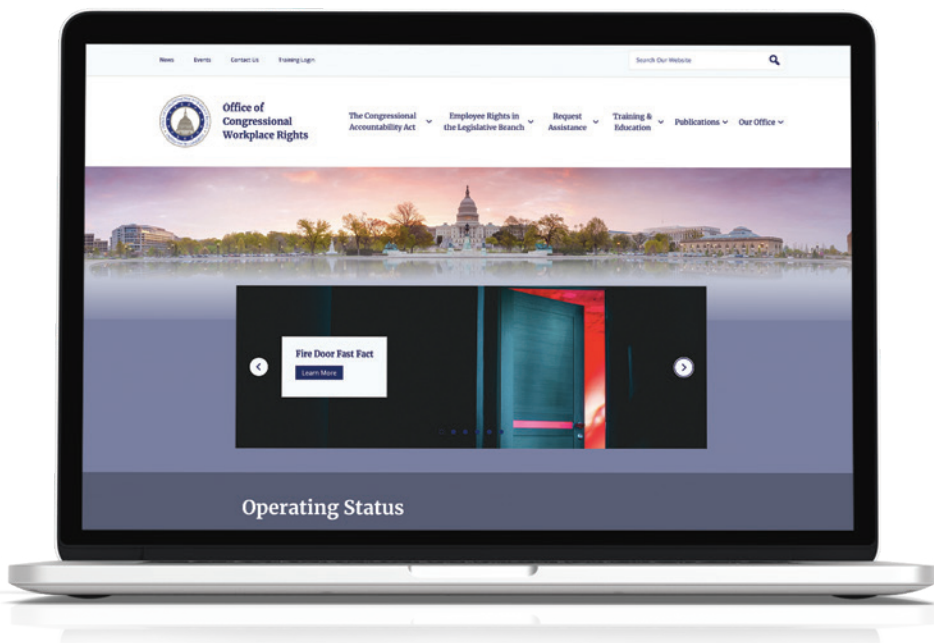 News Events Contact Us Training Login
Search Our Website
Office of
Congressional
Workplace Rights
The Congressional
Accountability Act
Employee Rights in
the Legislative Branch
Request
Assistance
Training &
Education
Publications
Our Office
Fire Door Fast Fact
Learn More
Operating Status